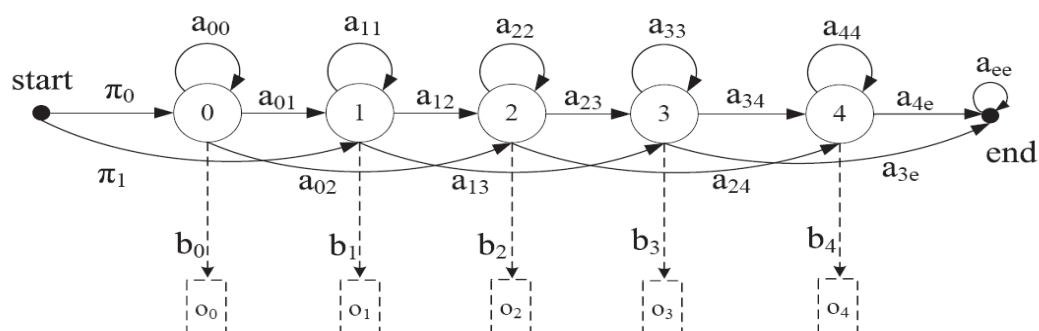 a₀₀ a₁₁ a₂₂ a₃₃ a₄₄
start π₀ 0 a₀₁ 1 a₁₂ 2 a₂₃ 3 a₃₄ 4 a₄ₑ aₑₑ
end
π₁ a₀₂ a₁₃ a₂₄ a₃ₑ
b₀ b₁ b₂ b₃ b₄
o₀ o₁ o₂ o₃ o₄